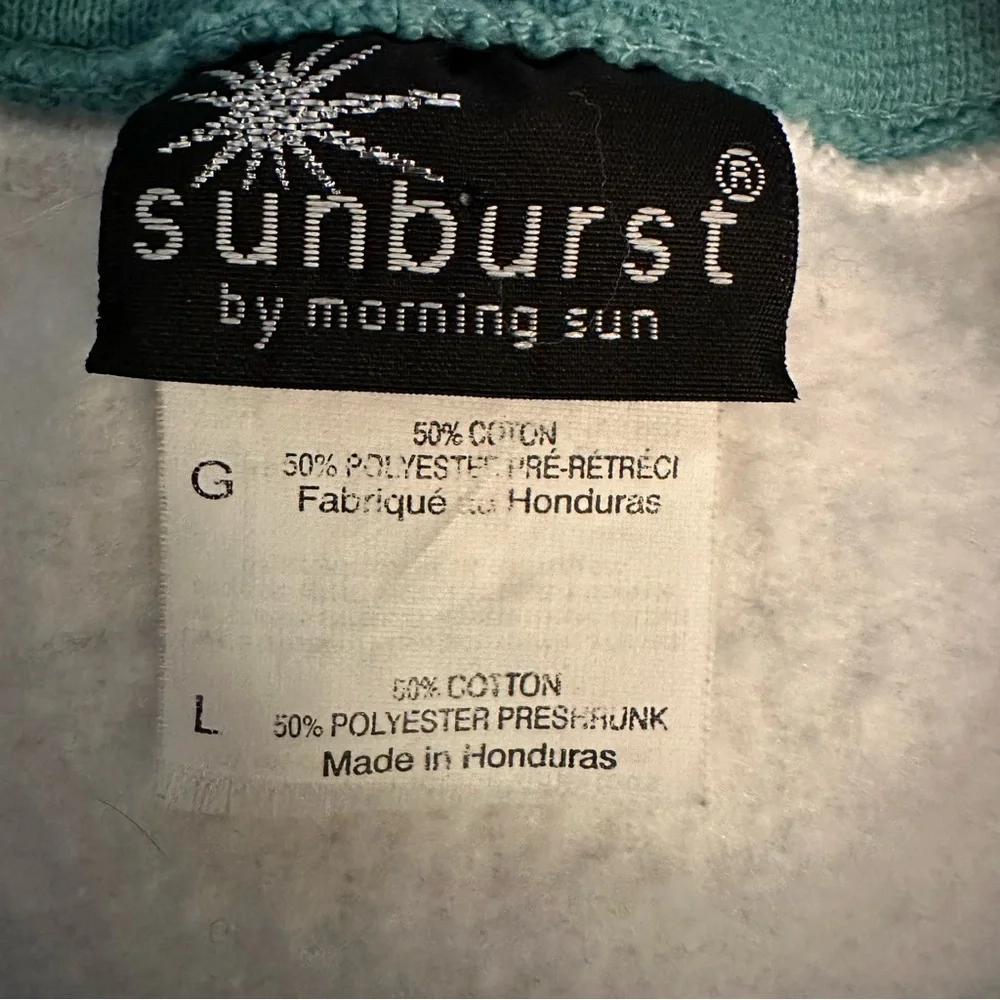 sunburst®
by morning sun
50% COTON
G 50% POLYESTER PRÉ-RÉTRÉCI
Fabriqué au Honduras
50% COTTON
L 50% POLYESTER PRESHRUNK
Made in Honduras